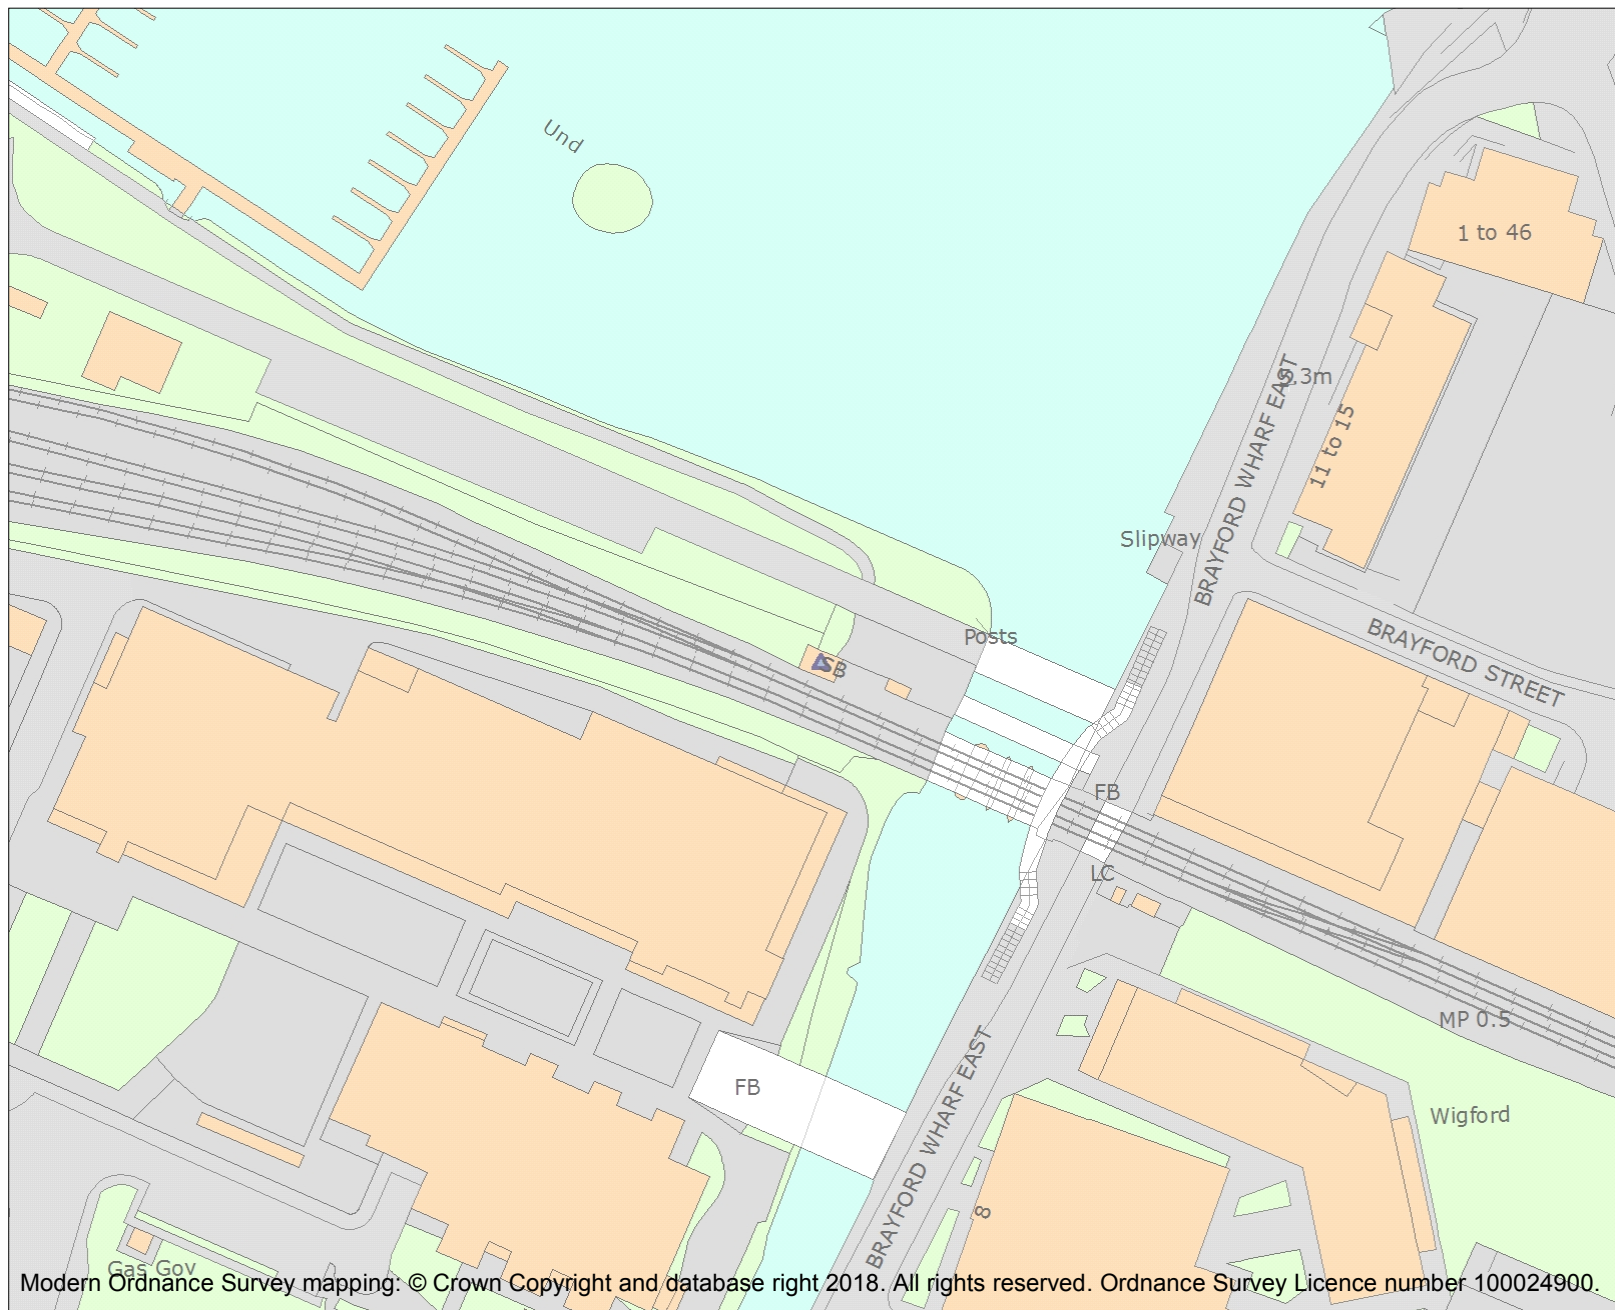 Und
1 to 46
9.3m
BRAYFORD WHARF EAST
11 to 15
Slipway
Posts
BRAYFORD STREET
SB
FB
LC
MP 0.5
FB
BRAYFORD WHARF EAST
Wigford
8
Gas Gov
Modern Ordnance Survey mapping: © Crown Copyright and database right 2018. All rights reserved. Ordnance Survey Licence number 100024900.